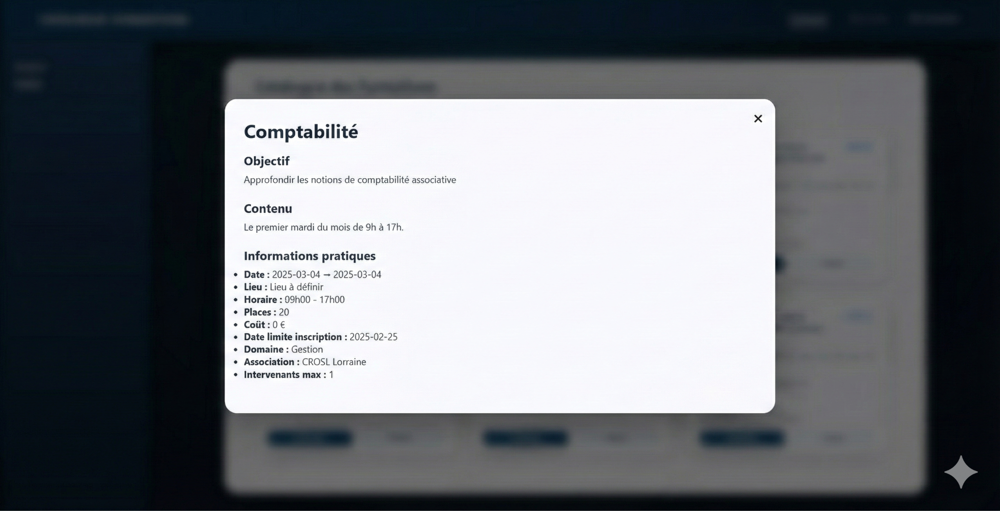 Comptabilité
Objectif
Approfondir les notions de comptabilité associative
Contenu
Le premier mardi du mois de 9h à 17h.
Informations pratiques
• Date : 2025-03-04 → 2025-03-04
• Lieu : Lieu à définir
• Horaire : 09h00 - 17h00
• Places : 20
• Coût : 0 €
• Date limite inscription : 2025-02-25
• Domaine : Gestion
• Association : CROSL Lorraine
• Intervenants max : 1